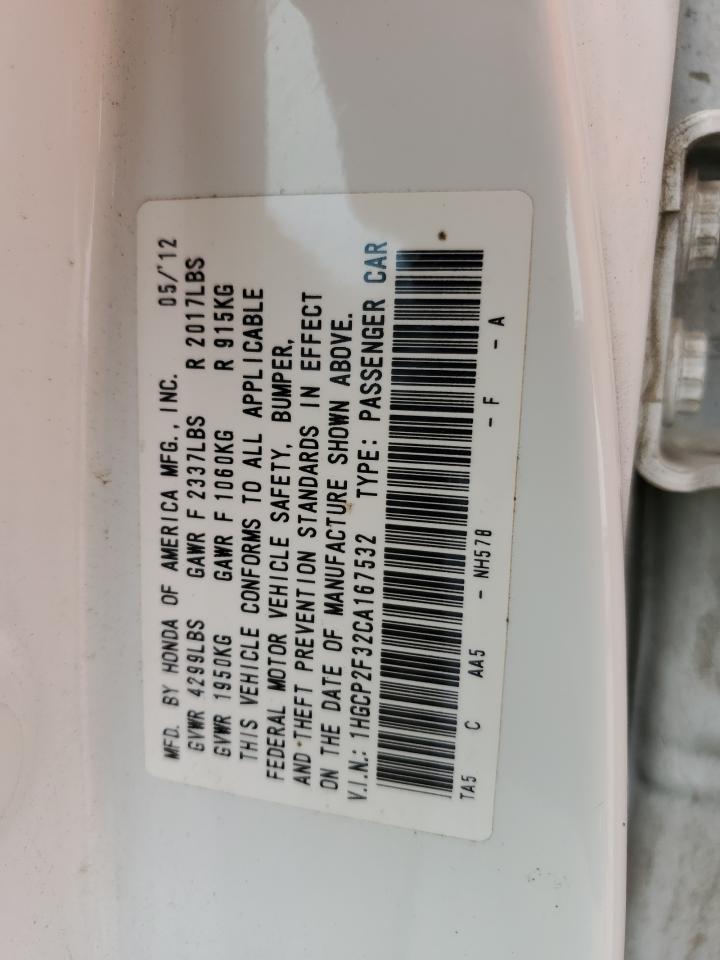 MFD. BY HONDA OF AMERICA MFG., INC. 05/'12
GVWR 4299LBS GAWR F 2337LBS R 2017LBS
GVWR 1950KG GAWR F 1060KG R 915KG
THIS VEHICLE CONFORMS TO ALL APPLICABLE
FEDERAL MOTOR VEHICLE SAFETY, BUMPER,
AND THEFT PREVENTION STANDARDS IN EFFECT
ON THE DATE OF MANUFACTURE SHOWN ABOVE.
V.I.N.: 1HGCP2F32CA167532 TYPE: PASSENGER CAR
TA5 C AA5 - NH578 - F - A